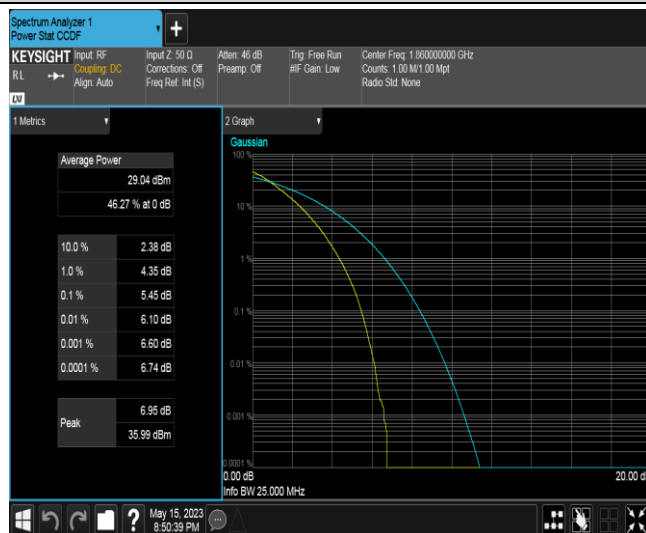 Spectrum Analyzer 1
Power Stat CCDF
KEYSIGHT
RL
LXI
Input: RF
Coupling: DC
Align: Auto
Input Z: 50 Ω
Corrections: Off
Freq Ref: Int (S)
Atten: 46 dB
Preamp: Off
Trig: Free Run
#IF Gain: Low
Center Freq: 1.860000000 GHz
Counts: 1.00 M/1.00 Mpt
Radio Std: None
1 Metrics
Average Power
29.04 dBm
46.27 % at 0 dB
10.0 % 2.38 dB
1.0 % 4.35 dB
0.1 % 5.45 dB
0.01 % 6.10 dB
0.001 % 6.60 dB
0.0001 % 6.74 dB
Peak
6.95 dB
35.99 dBm
2 Graph
Gaussian
100 %
10 %
1 %
0.1 %
0.01 %
0.001 %
0.0001 %
0.00 dB 20.00 d
Info BW 25.000 MHz
?
May 15, 2023
8:50:39 PM